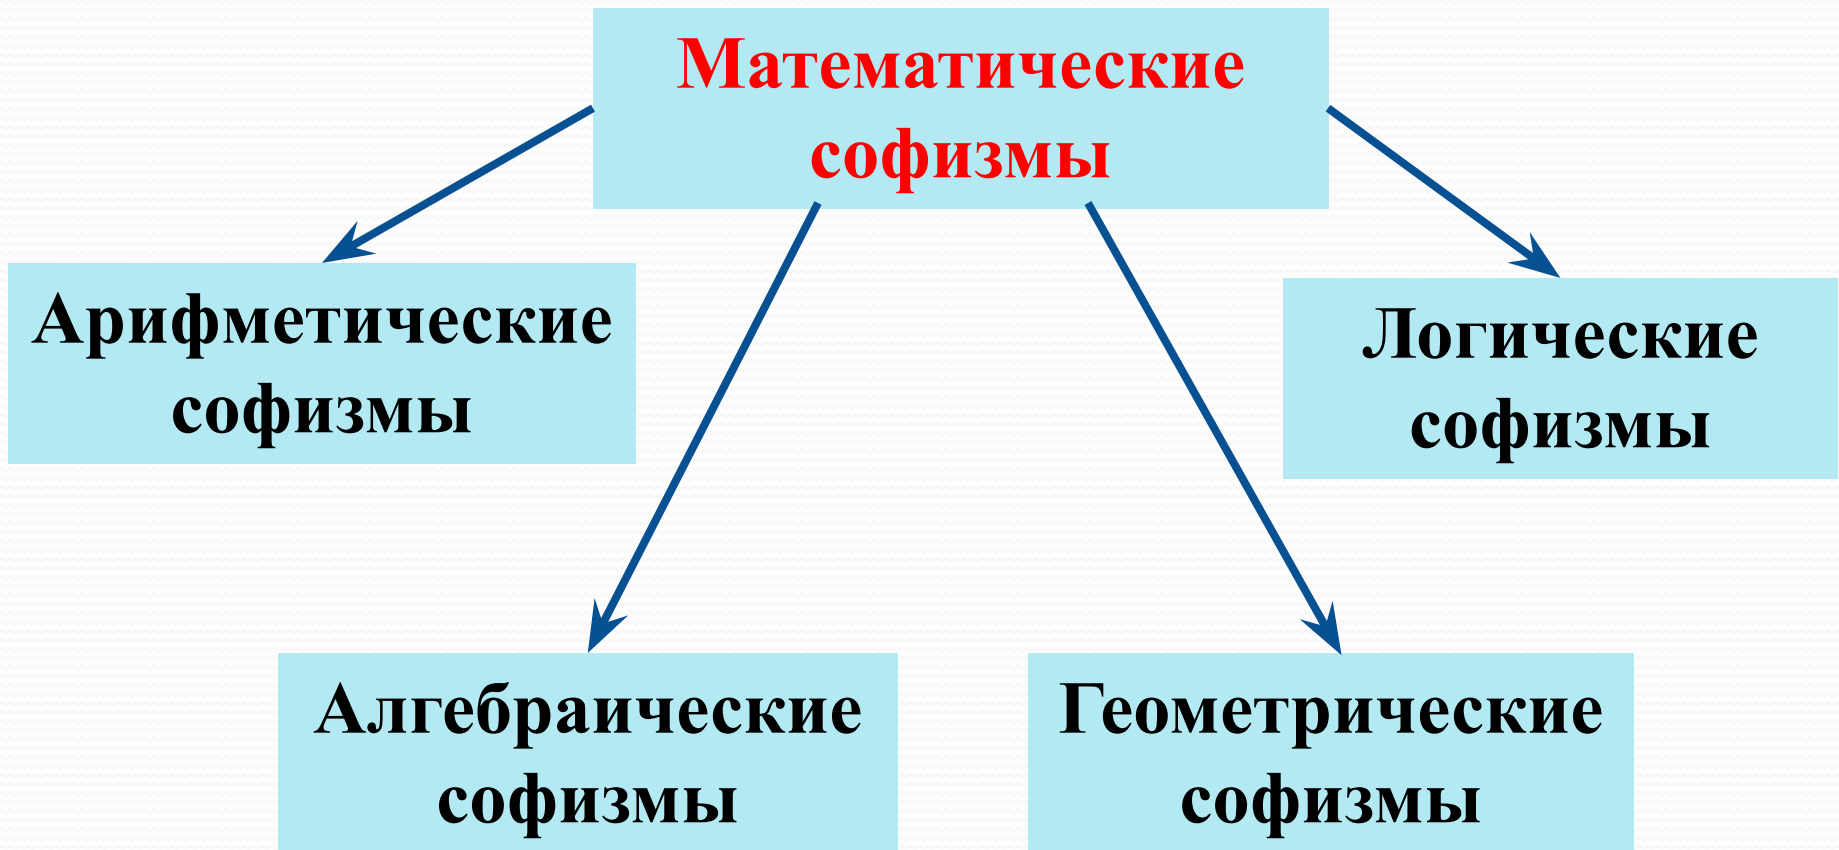 Математические
софизмы
Арифметические
софизмы
Логические
софизмы
Алгебраические
софизмы
Геометрические
софизмы